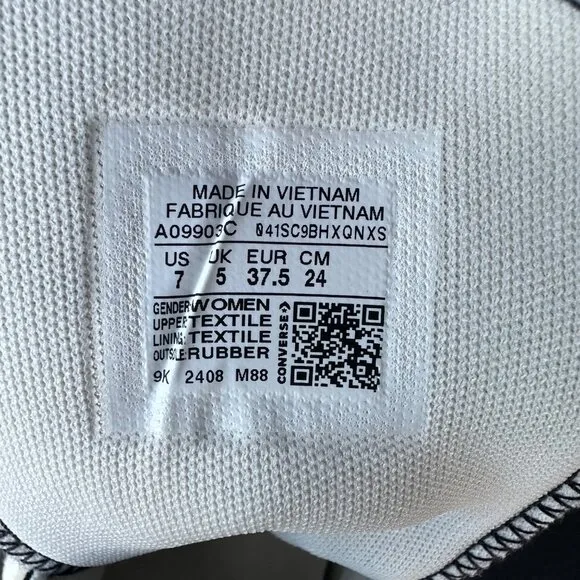 MADE IN VIETNAM
FABRIQUE AU VIETNAM
A09903C 041SC9BHXQNXS
US UK EUR CM
7 5 37.5 24
GENDER:WOMEN
UPPER:TEXTILE
LINING:TEXTILE
OUTSOLE:RUBBER
9K 2408 M88
CONVERSE